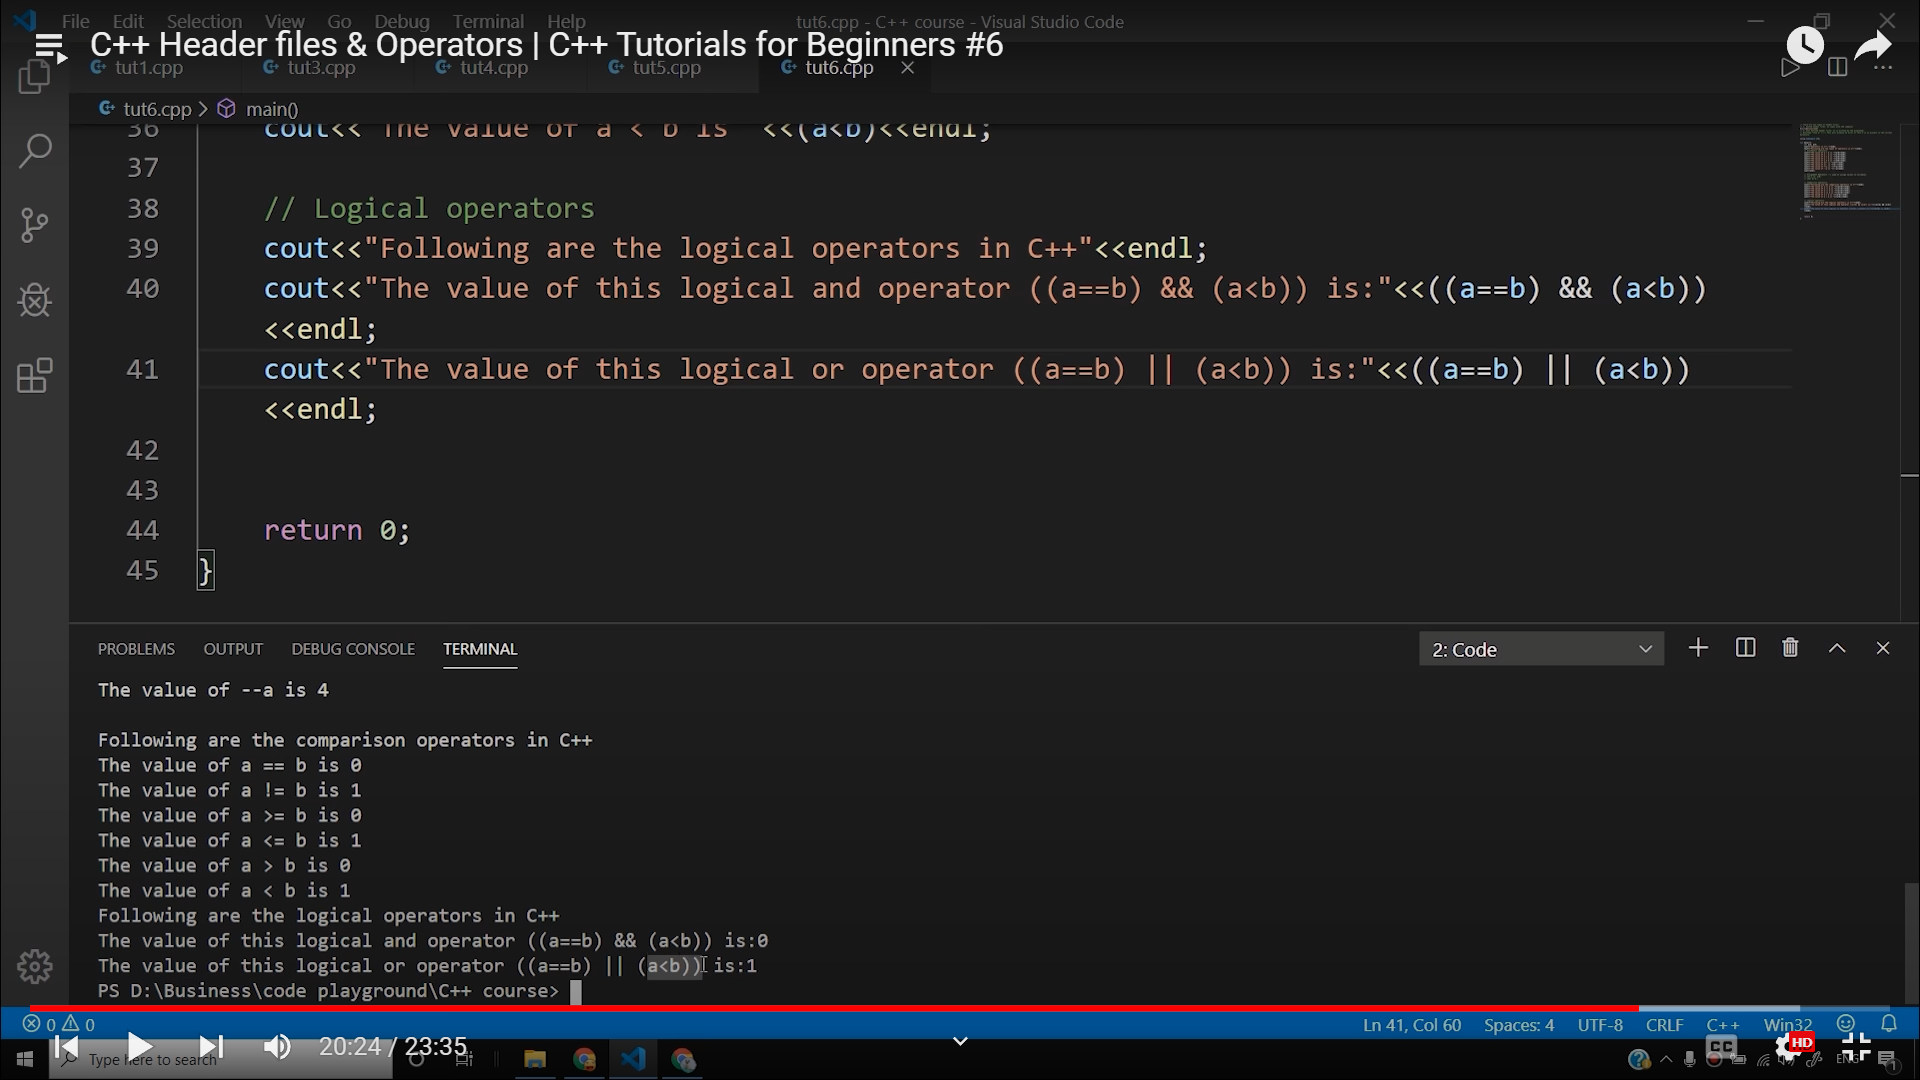 File Edit Selection View Go Debug Terminal Help
tut6.cpp - C++ course - Visual Studio Code
C++ Header files & Operators | C++ Tutorials for Beginners #6
tut1.cpp tut3.cpp tut4.cpp tut5.cpp tut6.cpp
tut6.cpp > main()
36 cout<<"The value of a < b is "<<(a<b)<<endl;
37
38 // Logical operators
39 cout<<"Following are the logical operators in C++"<<endl;
40 cout<<"The value of this logical and operator ((a==b) && (a<b)) is:"<<((a==b) && (a<b))
<<endl;
41 cout<<"The value of this logical or operator ((a==b) || (a<b)) is:"<<((a==b) || (a<b))
<<endl;
42
43
44 return 0;
45 }
PROBLEMS OUTPUT DEBUG CONSOLE TERMINAL
2: Code
The value of --a is 4
Following are the comparison operators in C++
The value of a == b is 0
The value of a != b is 1
The value of a >= b is 0
The value of a <= b is 1
The value of a > b is 0
The value of a < b is 1
Following are the logical operators in C++
The value of this logical and operator ((a==b) && (a<b)) is:0
The value of this logical or operator ((a==b) || (a<b)) is:1
PS D:\Business\code playground\C++ course>
0 0
Ln 41, Col 60 Spaces: 4 UTF-8 CRLF C++ Win32
Type here to search
20:24 / 23:35
CC HD
ENG
1